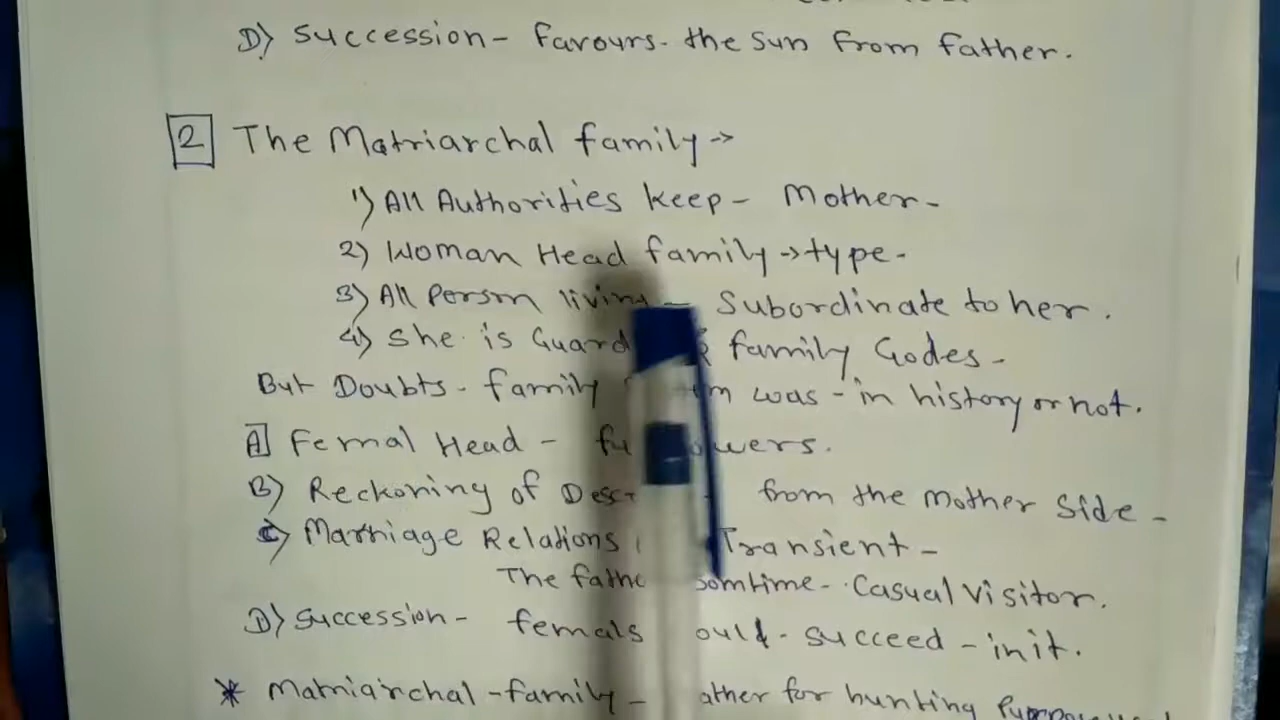 D) Succession - favours - the Sun from father.
2 The Matriarchal family →
1) All Authorities keep - Mother -
2) Woman Head family → type -
3) All Person living - Subordinate to her.
4) She is family Godes -
But Doubts - family was - in history or not.
A Femal Head -
B) Reckoning of from the mother Side -
C) Marriage Relations Transient -
The Somtime - Casual Visitor.
D) Succession - females succeed - in it.
* Matriarchal - family - for hunting